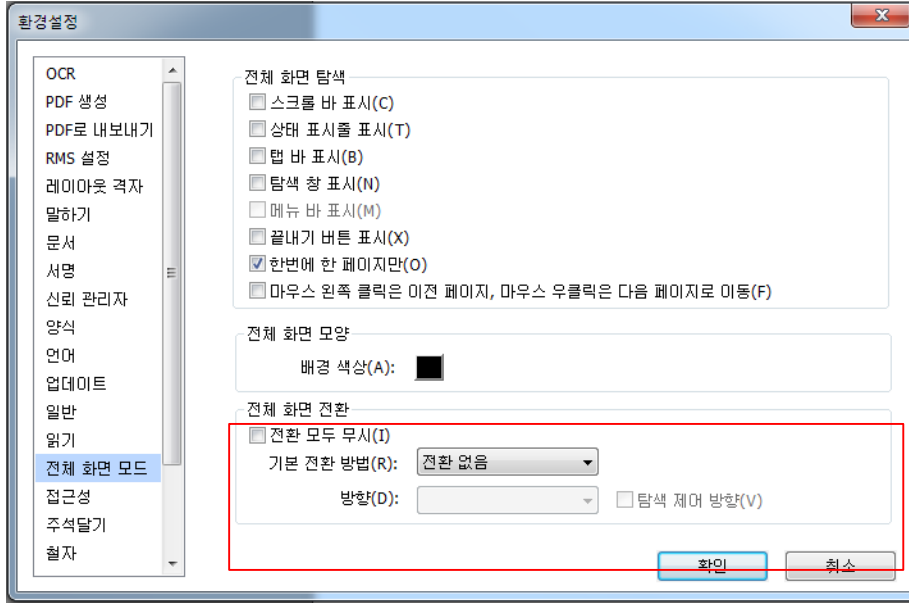 환경설정
OCR
PDF 생성
PDF로 내보내기
RMS 설정
레이아웃 격자
말하기
문서
서명
신뢰 관리자
양식
언어
업데이트
일반
읽기
전체 화면 모드
접근성
주석달기
철자
전체 화면 탐색
스크롤 바 표시(C)
상태 표시줄 표시(T)
탭 바 표시(B)
탐색 창 표시(N)
메뉴 바 표시(M)
끝내기 버튼 표시(X)
한번에 한 페이지만(O)
마우스 왼쪽 클릭은 이전 페이지, 마우스 우클릭은 다음 페이지로 이동(F)
전체 화면 모양
배경 색상(A):
전체 화면 전환
전환 모두 무시(I)
기본 전환 방법(R): 전환 없음
방향(D): 탐색 제어 방향(V)
확인 취소